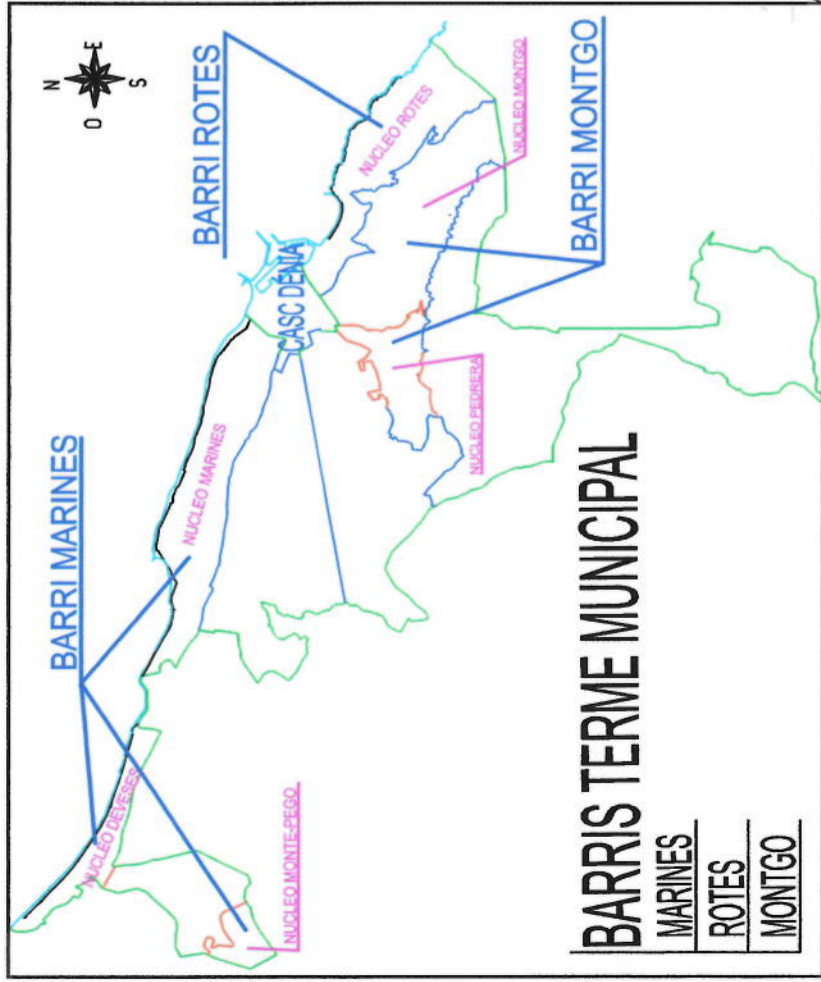 N
O
E
S
BARRI ROTES
NUCLEO ROTES
NUCLEO MONTGO
BARRI MONTGO
CASC DÉNIA
NUCLEO PEDRERA
BARRI MARINES
NUCLEO MARINES
NUCLEO DEVESES
NUCLEO MONTE-PEGO
BARRIS TERME MUNICIPAL
MARINES
ROTES
MONTGO